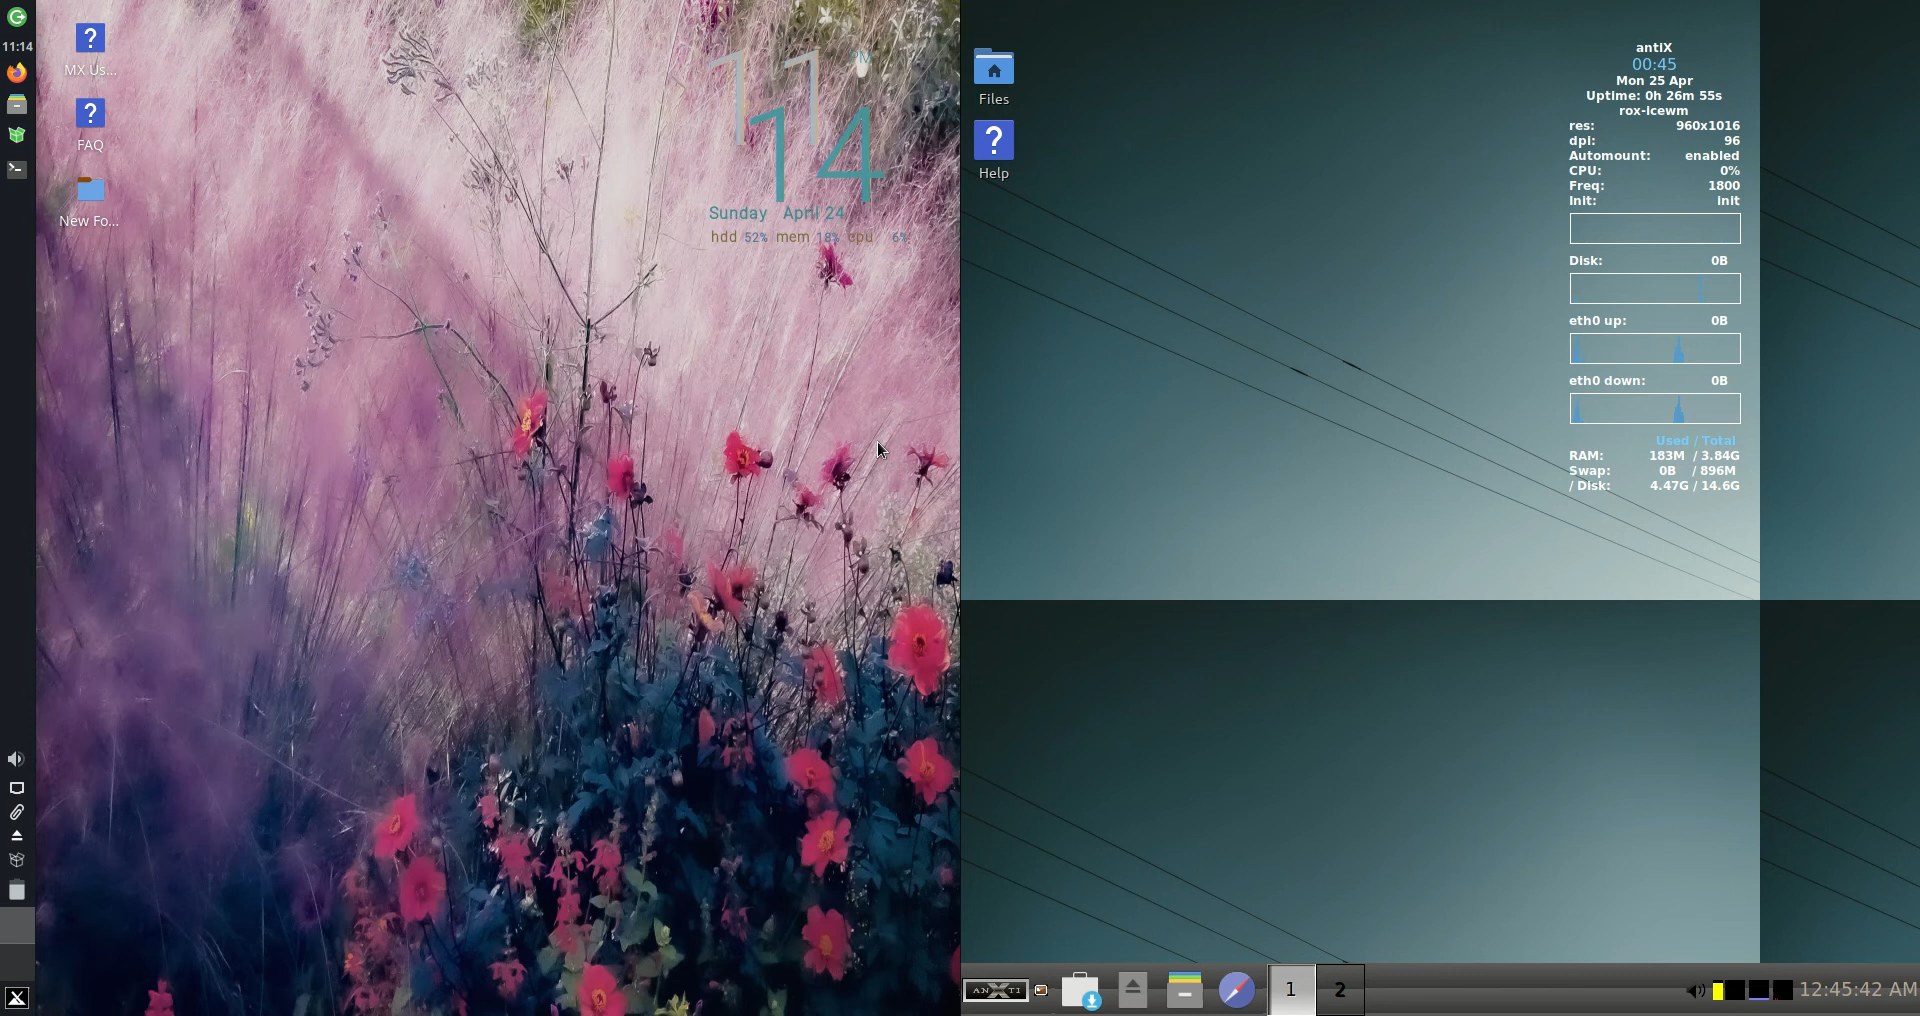 11:14
MX Us...
FAQ
New Fo...
11 PM
14
Sunday April 24
hdd 52% mem 18% cpu 6%
Files
Help
antiX
00:45
Mon 25 Apr
Uptime: 0h 26m 55s
rox-icewm
res: 960x1016
dpi: 96
Automount: enabled
CPU: 0%
Freq: 1800
Init: init
Disk: 0B
eth0 up: 0B
eth0 down: 0B
Used / Total
RAM: 183M / 3.84G
Swap: 0B / 896M
/ Disk: 4.47G / 14.6G
ANXTI
1
2
12:45:42 AM